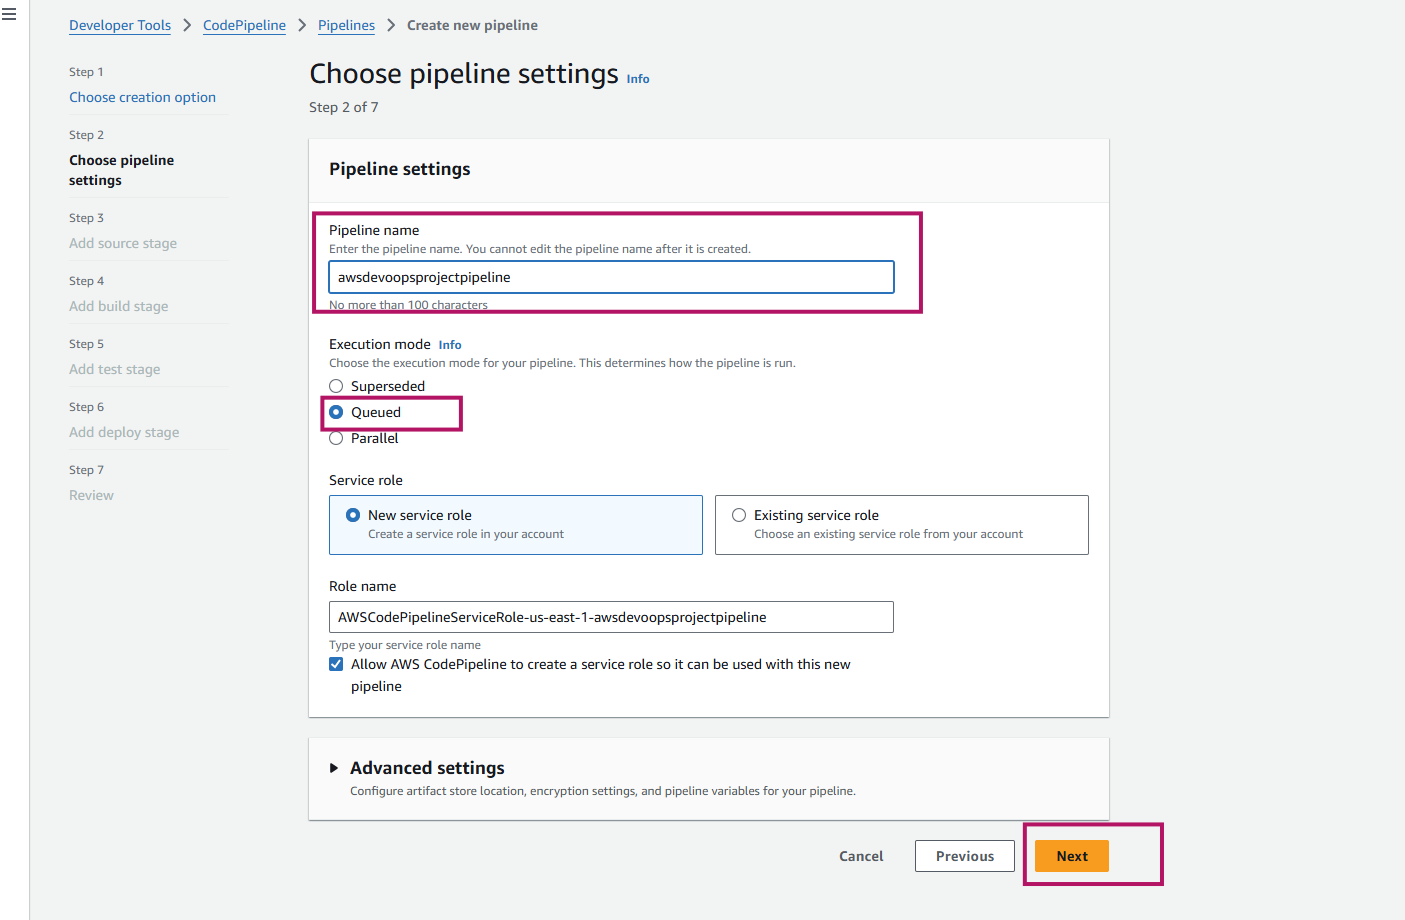 Developer Tools > CodePipeline > Pipelines > Create new pipeline
Step 1
Choose creation option
Step 2
Choose pipeline
settings
Step 3
Add source stage
Step 4
Add build stage
Step 5
Add test stage
Step 6
Add deploy stage
Step 7
Review
Choose pipeline settings Info
Step 2 of 7
Pipeline settings
Pipeline name
Enter the pipeline name. You cannot edit the pipeline name after it is created.
awsdevoopsprojectpipeline
No more than 100 characters
Execution mode Info
Choose the execution mode for your pipeline. This determines how the pipeline is run.
Superseded
Queued
Parallel
Service role
New service role
Create a service role in your account
Existing service role
Choose an existing service role from your account
Role name
AWSCodePipelineServiceRole-us-east-1-awsdevoopsprojectpipeline
Type your service role name
Allow AWS CodePipeline to create a service role so it can be used with this new
pipeline
Advanced settings
Configure artifact store location, encryption settings, and pipeline variables for your pipeline.
Cancel Previous Next